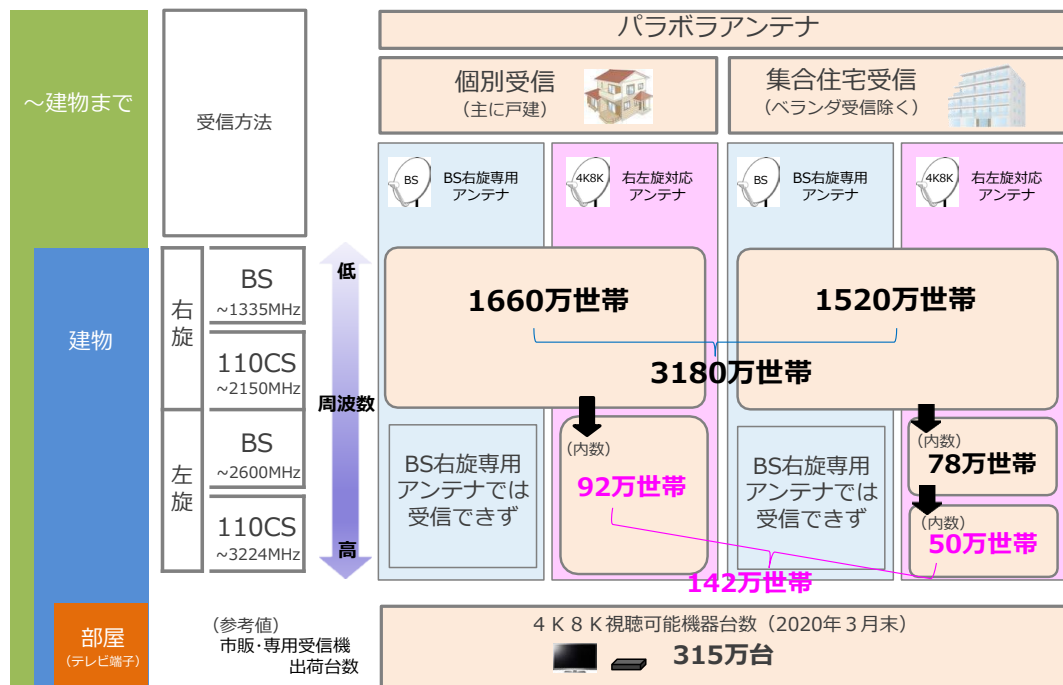 パラボラアンテナ
～建物まで
受信方法
個別受信
（主に戸建）
集合住宅受信
（ベランダ受信除く）
BS
BS右旋専用
アンテナ
4K8K
右左旋対応
アンテナ
BS
BS右旋専用
アンテナ
4K8K
右左旋対応
アンテナ
建物
右旋
BS
~1335MHz
110CS
~2150MHz
左旋
BS
~2600MHz
110CS
~3224MHz
低
周波数
高
1660万世帯
1520万世帯
3180万世帯
BS右旋専用
アンテナでは
受信できず
（内数）
92万世帯
BS右旋専用
アンテナでは
受信できず
（内数）
78万世帯
（内数）
50万世帯
142万世帯
部屋
（テレビ端子）
（参考値）
市販・専用受信機
出荷台数
４Ｋ８Ｋ視聴可能機器台数（2020年３月末）
315万台